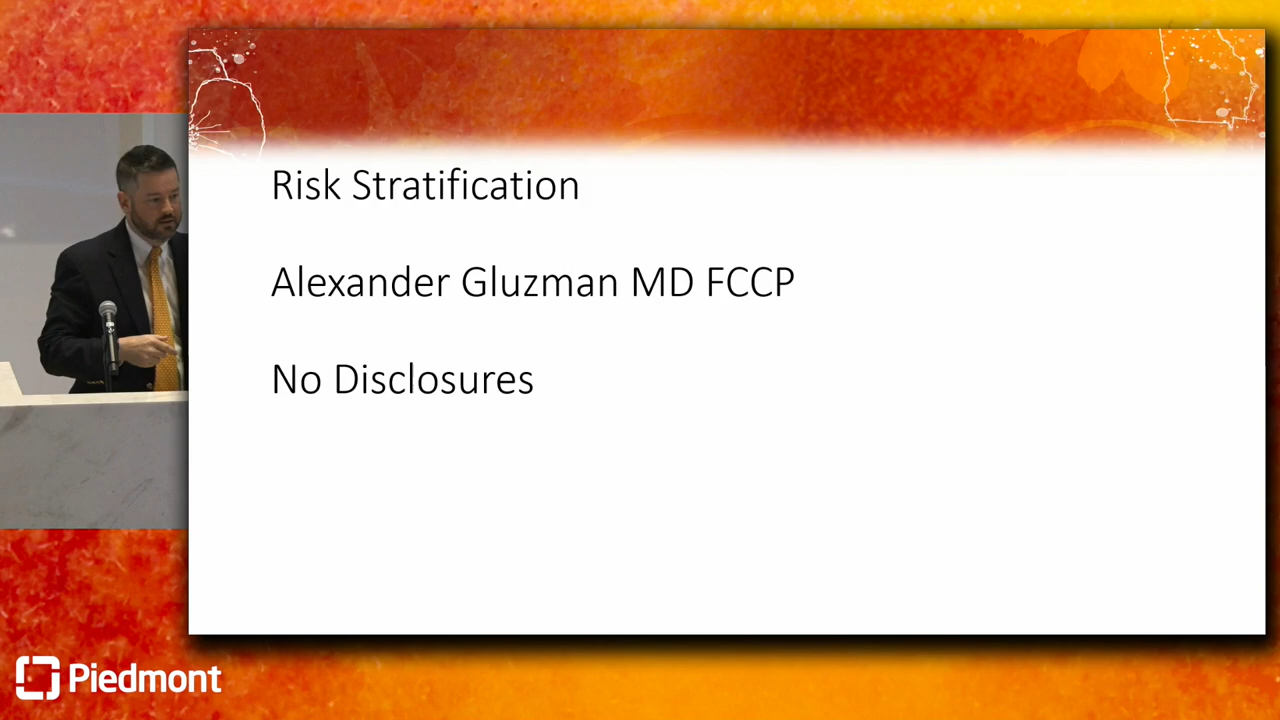 Risk Stratification
Alexander Gluzman MD FCCP
No Disclosures
Piedmont